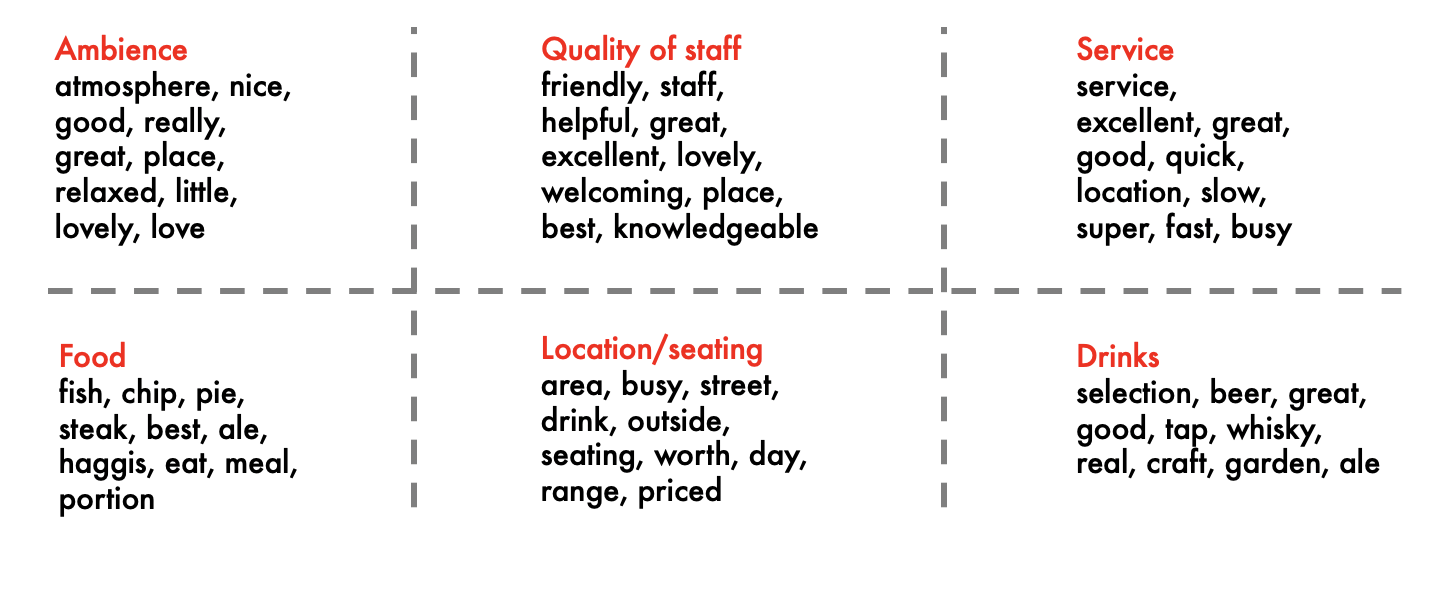 Ambience
atmosphere, nice,
good, really,
great, place,
relaxed, little,
lovely, love
Quality of staff
friendly, staff,
helpful, great,
excellent, lovely,
welcoming, place,
best, knowledgeable
Service
service,
excellent, great,
good, quick,
location, slow,
super, fast, busy
Food
fish, chip, pie,
steak, best, ale,
haggis, eat, meal,
portion
Location/seating
area, busy, street,
drink, outside,
seating, worth, day,
range, priced
Drinks
selection, beer, great,
good, tap, whisky,
real, craft, garden, ale